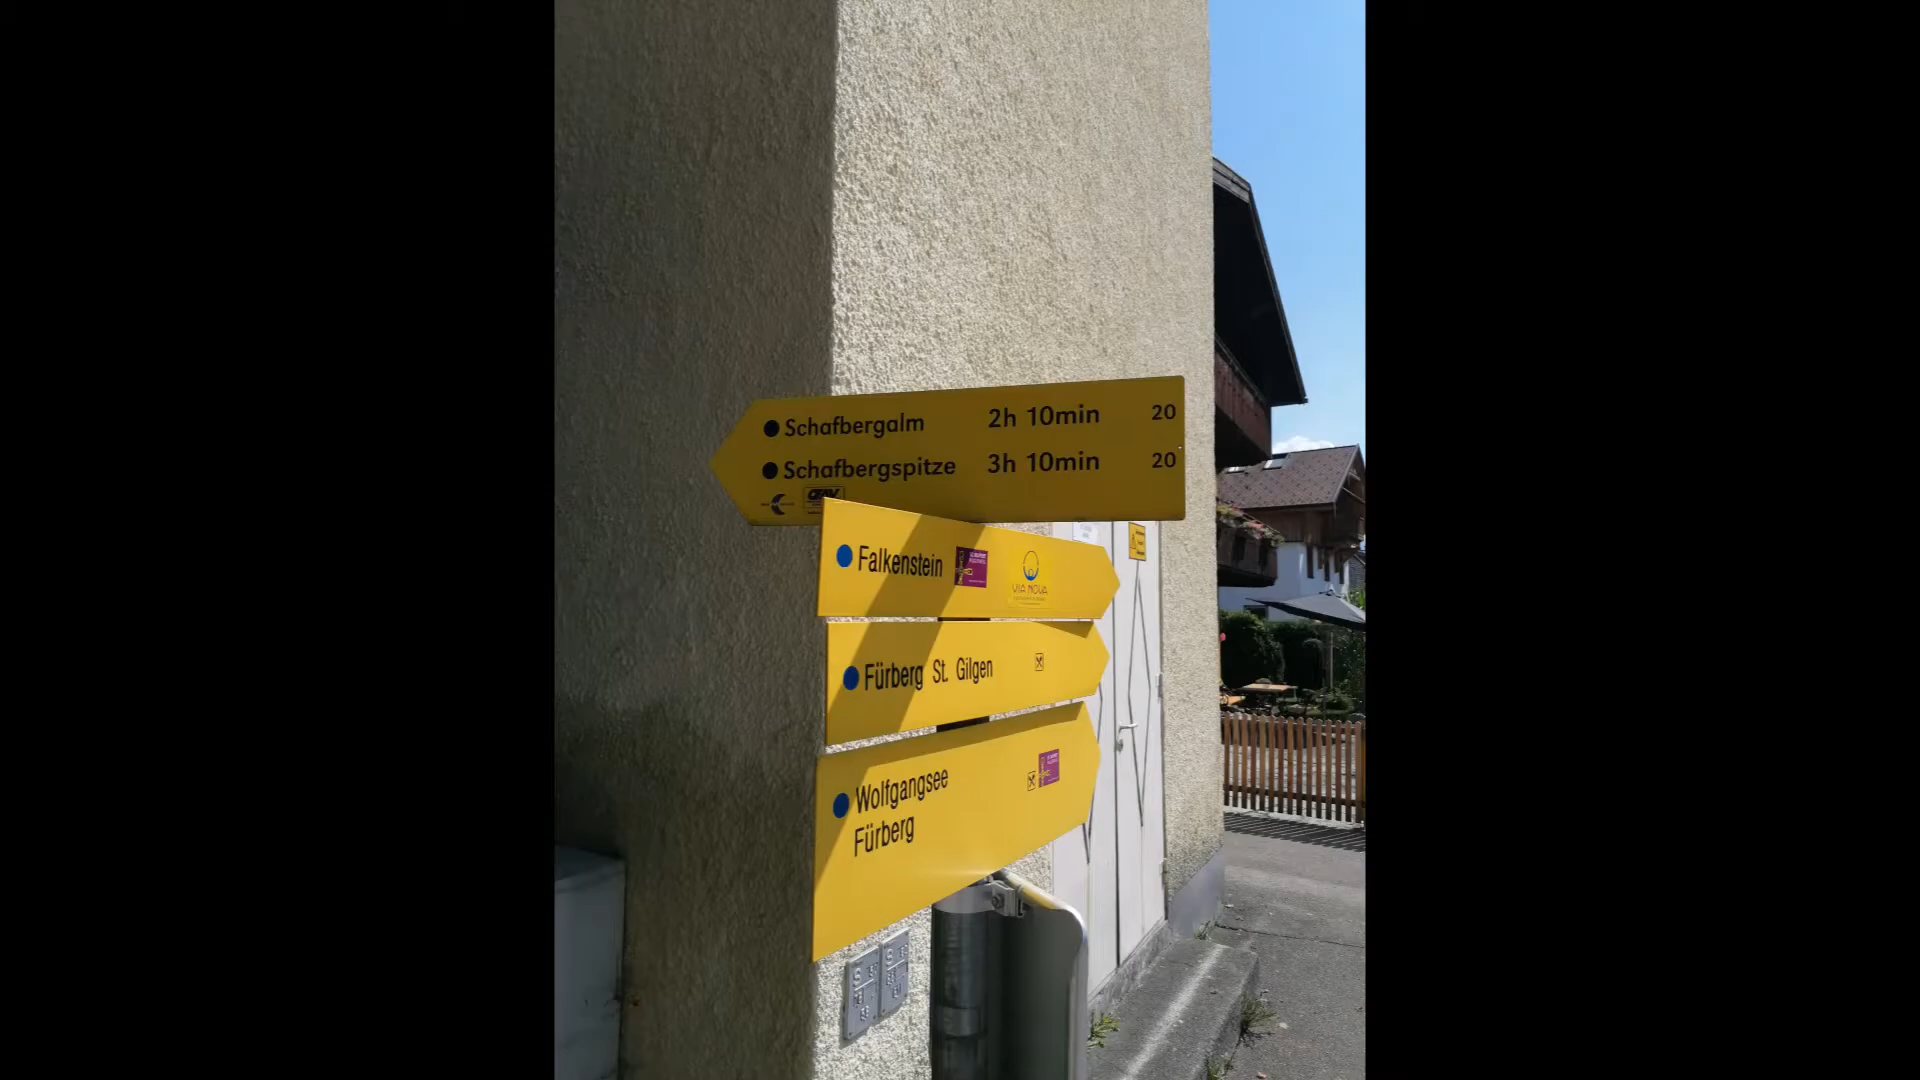 Schafbergalm 2h 10min 20
Schafbergspitze 3h 10min 20
Falkenstein
VIA NOVA
Fürberg St. Gilgen
Wolfgangsee
Fürberg